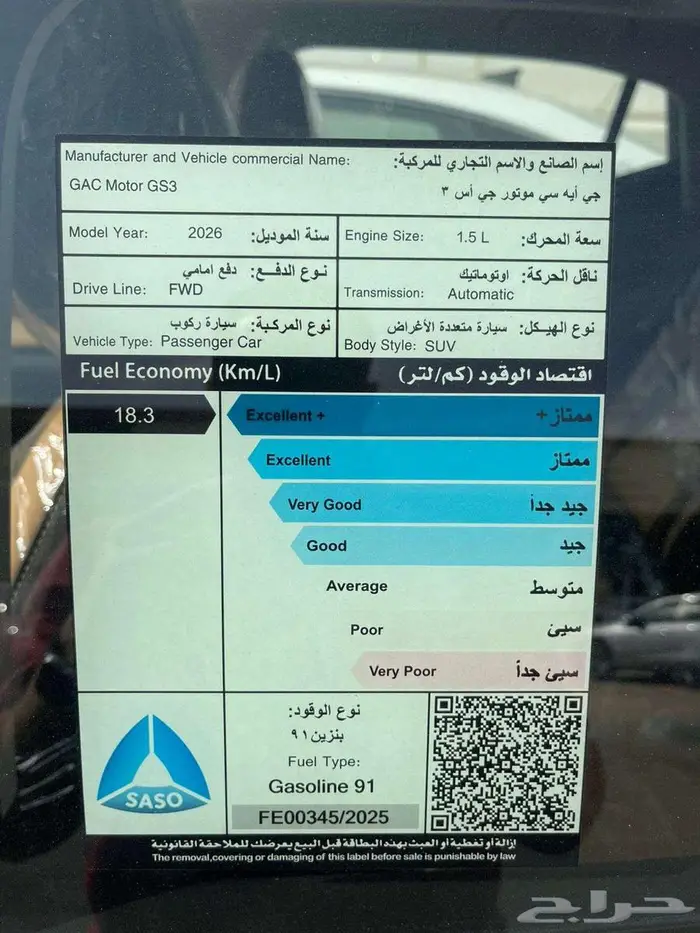 Manufacturer and Vehicle commercial Name: إسم الصانع والاسم التجاري للمركبة:
GAC Motor GS3 جي أيه سي موتور جي أس ٣
Model Year: 2026 سنة الموديل:
Engine Size: 1.5 L سعة المحرك:
نوع الدفع: دفع امامي
Drive Line: FWD
ناقل الحركة: اوتوماتيك
Transmission: Automatic
نوع المركبة: سيارة ركوب
Vehicle Type: Passenger Car
نوع الهيكل: سيارة متعددة الأغراض
Body Style: SUV
Fuel Economy (Km/L) اقتصاد الوقود (كم/لتر)
18.3
Excellent + ممتاز+
Excellent ممتاز
Very Good جيد جداً
Good جيد
Average متوسط
Poor سيئ
Very Poor سيئ جداً
SASO
نوع الوقود:
بنزين ٩١
Fuel Type:
Gasoline 91
FE00345/2025
إزالة أو تغطية أو العبث بهذه البطاقة قبل البيع يعرضك للملاحقة القانونية
The removal,covering or damaging of this label before sale is punishable by law
حراج